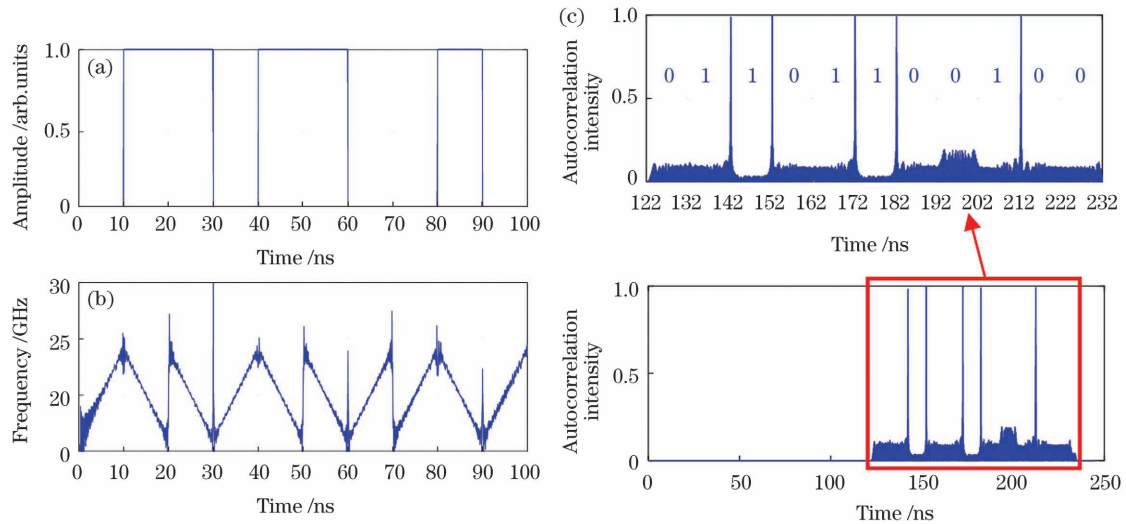 (a)
Amplitude /arb.units
1.0
0.5
0
0 10 20 30 40 50 60 70 80 90 100
Time /ns
(b)
Frequency /GHz
30
25
20
0
0 10 20 30 40 50 60 70 80 90 100
Time /ns
(c)
Autocorrelation
intensity
1.0
0.5
0
0 1 1 0 1 1 0 0 1 0 0
122 132 142 152 162 172 182 192 202 212 222 232
Time /ns
Autocorrelation
intensity
1.0
0.5
0
0 50 100 150 200 250
Time /ns